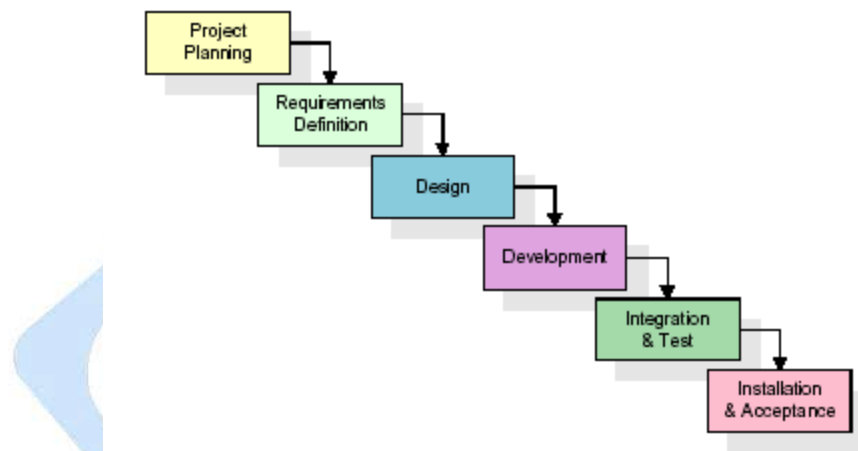 Project
Planning
Requirements
Definition
Design
Development
Integration
& Test
Installation
& Acceptance